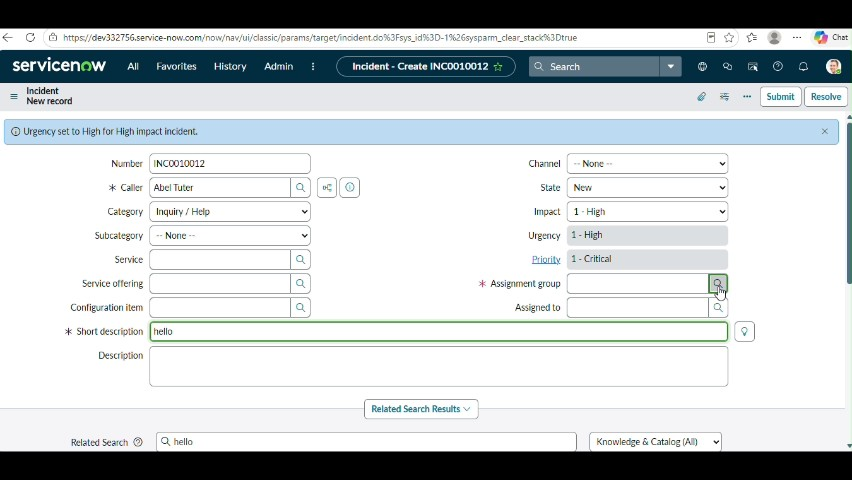 https://dev332756.service-now.com/now/nav/ui/classic/params/target/incident.do%3Fsys_id%3D-1%26sysparm_clear_stack%3Dtrue
Chat
servicenow All Favorites History Admin Incident - Create INC0010012 Search
Incident
New record
Submit Resolve
Urgency set to High for High impact incident.
Number INC0010012
Channel -- None --
* Caller Abel Tuter
State New
Category Inquiry / Help
Impact 1 - High
Subcategory -- None --
Urgency 1 - High
Service
Priority 1 - Critical
Service offering
* Assignment group
Configuration item
Assigned to
* Short description hello
Description
Related Search Results
Related Search hello Knowledge & Catalog (All)